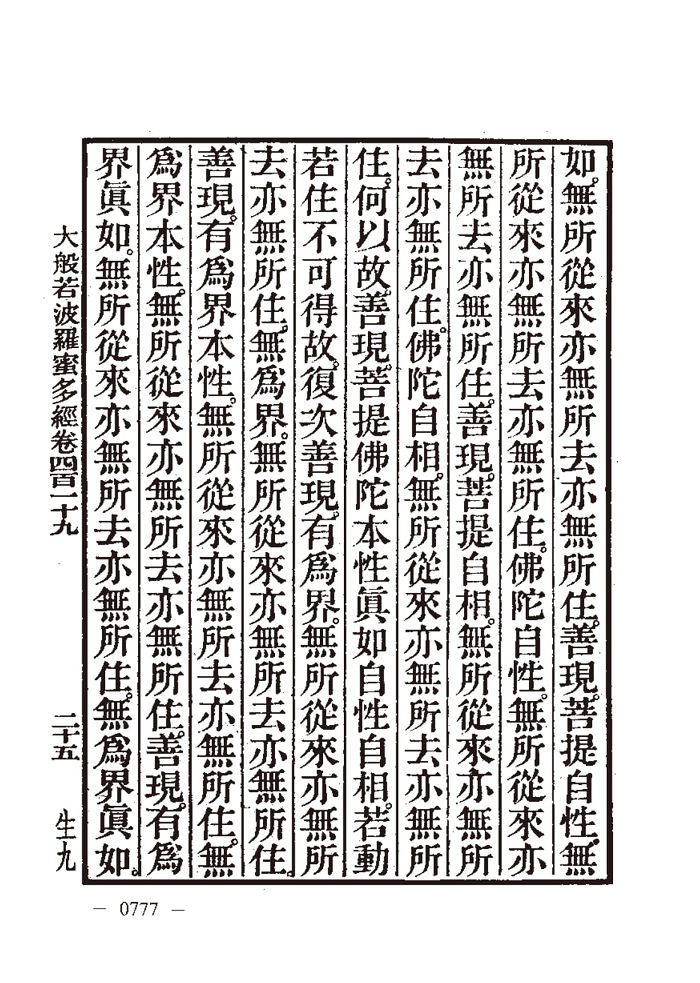 如。無所從來亦無所去亦無所住。善現。菩提自性。無
所從來亦無所去亦無所住。佛陀自性。無所從來亦
無所去亦無所住。善現。菩提自相。無所從來亦無所
去亦無所住。佛陀自相。無所從來亦無所去亦無所
住。何以故。善現。菩提佛陀本性眞如自性自相。若動
若住不可得故。復次善現。有爲界。無所從來亦無所
去亦無所住。無爲界。無所從來亦無所去亦無所住。
善現。有爲界本性。無所從來亦無所去亦無所住。無
爲界本性。無所從來亦無所去亦無所住。善現。有爲
界眞如。無所從來亦無所去亦無所住。無爲界眞如。
大般若波羅蜜多經卷四百二十九 二十五 生九
— 0777 —